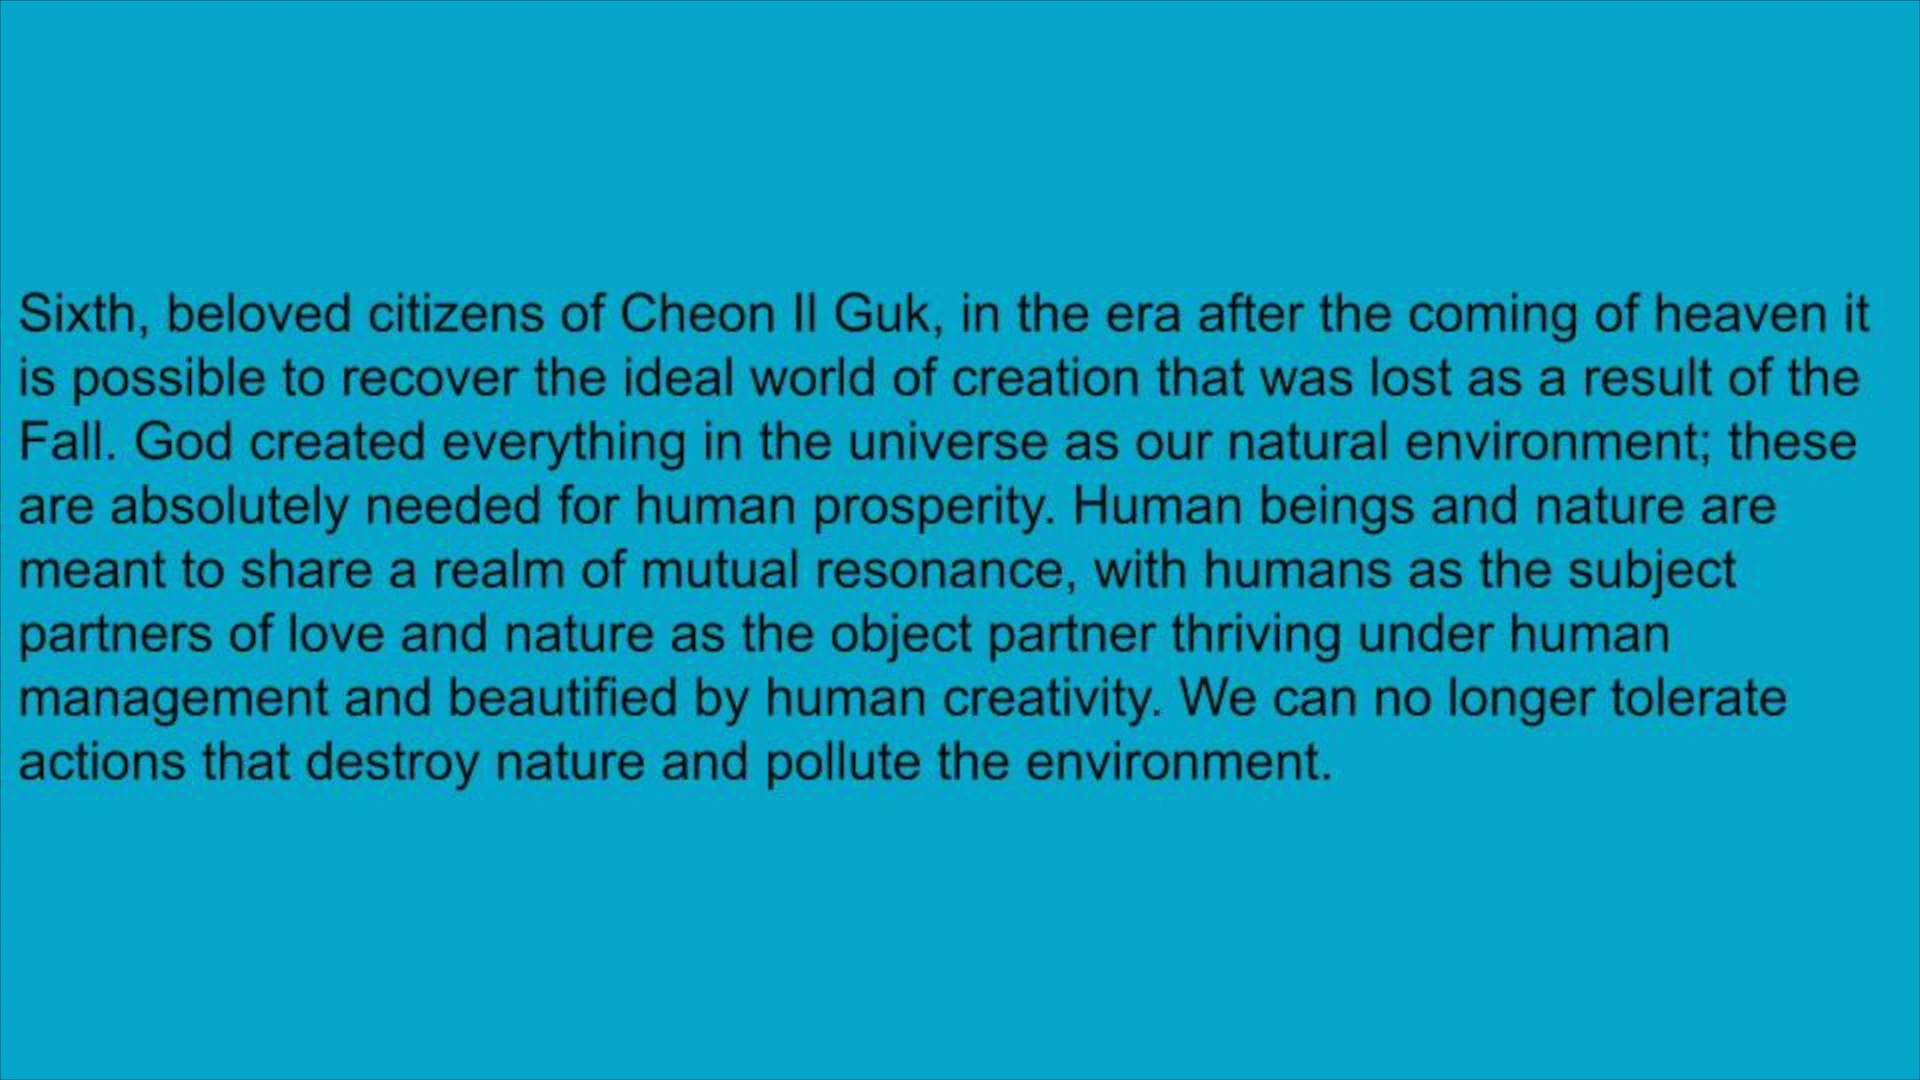 Sixth, beloved citizens of Cheon Il Guk, in the era after the coming of heaven it
is possible to recover the ideal world of creation that was lost as a result of the
Fall. God created everything in the universe as our natural environment; these
are absolutely needed for human prosperity. Human beings and nature are
meant to share a realm of mutual resonance, with humans as the subject
partners of love and nature as the object partner thriving under human
management and beautified by human creativity. We can no longer tolerate
actions that destroy nature and pollute the environment.